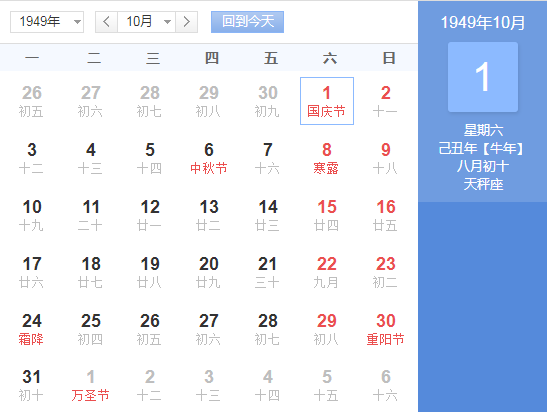 1949年 10月 回到今天
一 二 三 四 五 六 日
26 27 28 29 30 1 2
初五 初六 初七 初八 初九 国庆节 十一
3 4 5 6 7 8 9
十二 十三 十四 中秋节 十六 寒露 十八
10 11 12 13 14 15 16
十九 二十 廿一 廿二 廿三 廿四 廿五
17 18 19 20 21 22 23
廿六 廿七 廿八 廿九 三十 九月 初二
24 25 26 27 28 29 30
霜降 初四 初五 初六 初七 初八 重阳节
31 1 2 3 4 5 6
初十 万圣节 十二 十三 十四 十五 十六
1949年10月
1
星期六
己丑年【牛年】
八月初十
天秤座